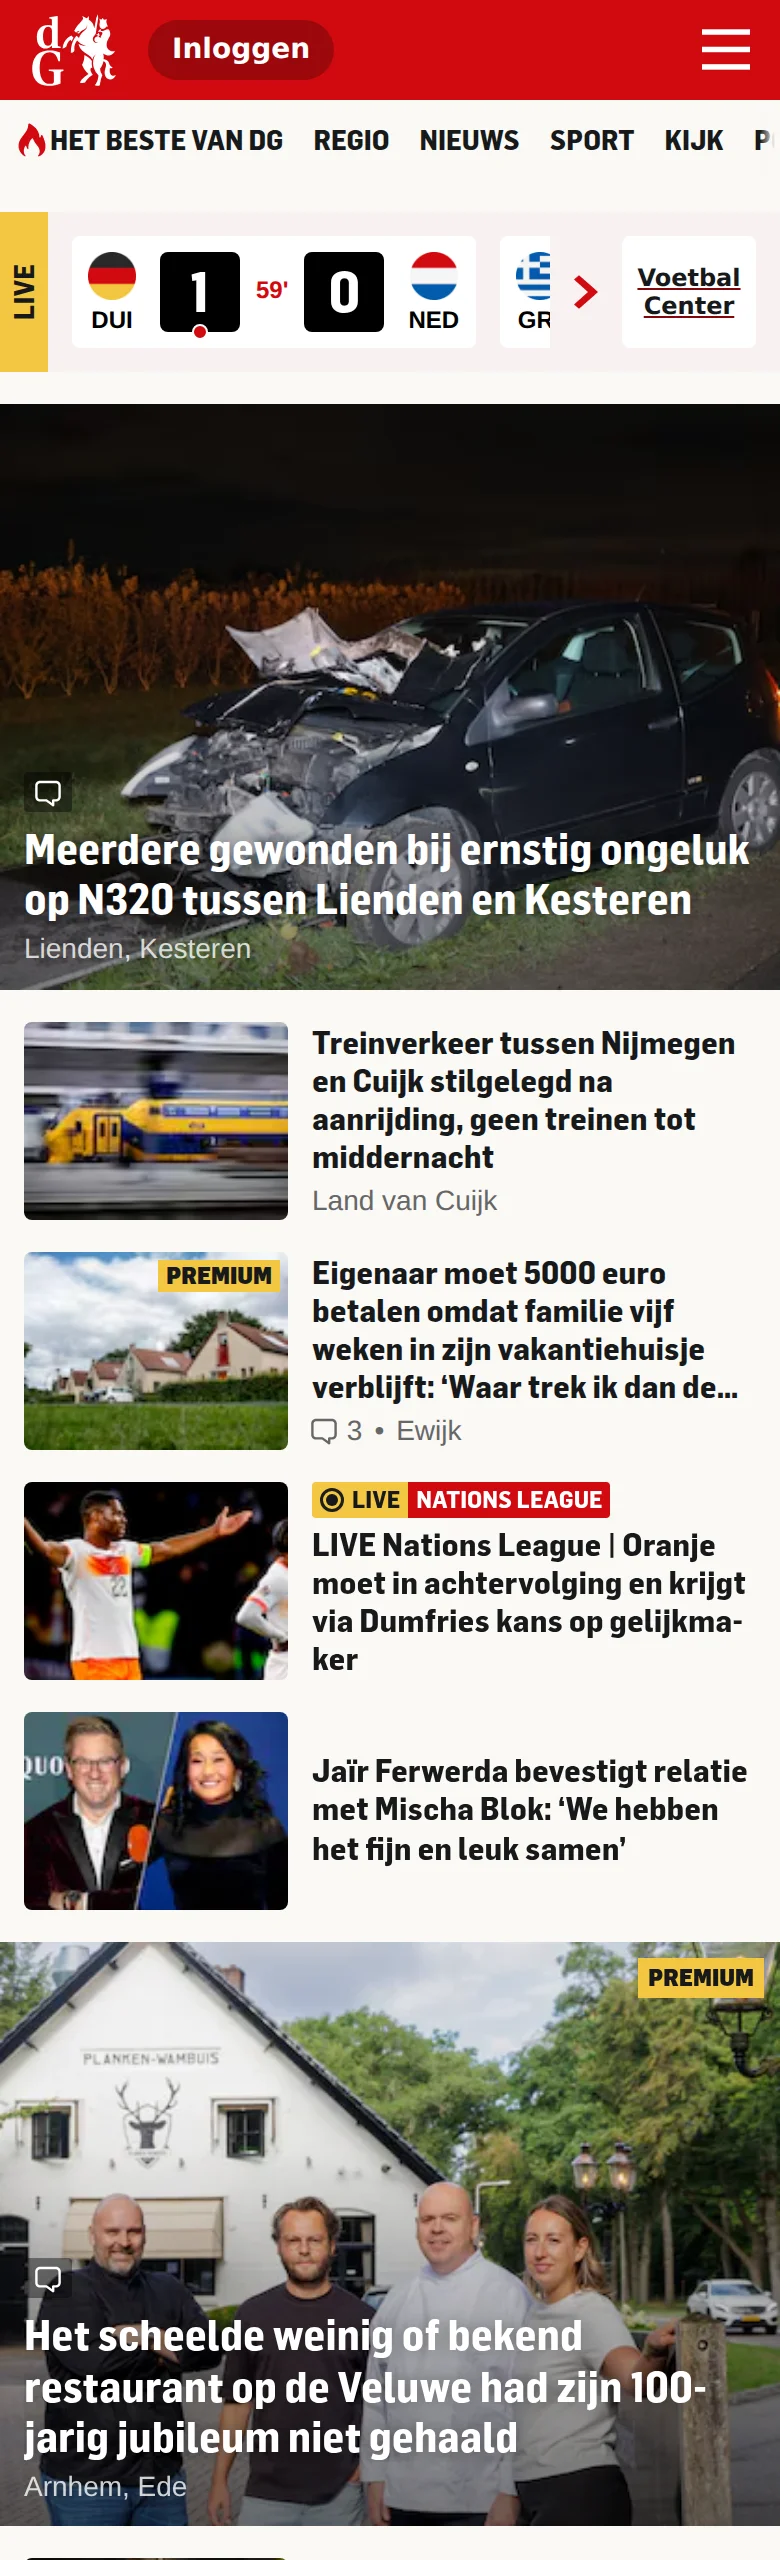 dG
Inloggen
HET BESTE VAN DG REGIO NIEUWS SPORT KIJK
LIVE
DUI 1 59' 0 NED
GR
Voetbal
Center
Meerdere gewonden bij ernstig ongeluk
op N320 tussen Lienden en Kesteren
Lienden, Kesteren
Treinverkeer tussen Nijmegen
en Cuijk stilgelegd na
aanrijding, geen treinen tot
middernacht
Land van Cuijk
PREMIUM
Eigenaar moet 5000 euro
betalen omdat familie vijf
weken in zijn vakantiehuisje
verblijft: ‘Waar trek ik dan de...
3 • Ewijk
LIVE NATIONS LEAGUE
LIVE Nations League | Oranje
moet in achtervolging en krijgt
via Dumfries kans op gelijkma-
ker
22
Jaïr Ferwerda bevestigt relatie
met Mischa Blok: ‘We hebben
het fijn en leuk samen’
PREMIUM
PLANKEN-WAMBUIS
Het scheelde weinig of bekend
restaurant op de Veluwe had zijn 100-
jarig jubileum niet gehaald
Arnhem, Ede